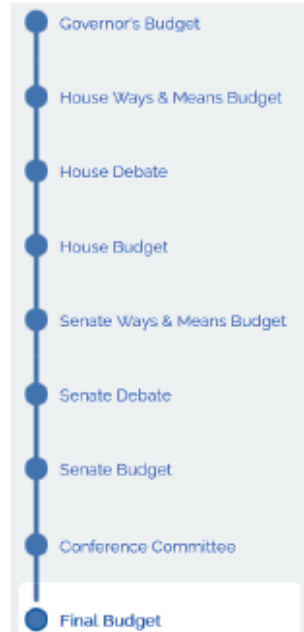 Governor's Budget
House Ways & Means Budget
House Debate
House Budget
Senate Ways & Means Budget
Senate Debate
Senate Budget
Conference Committee
Final Budget